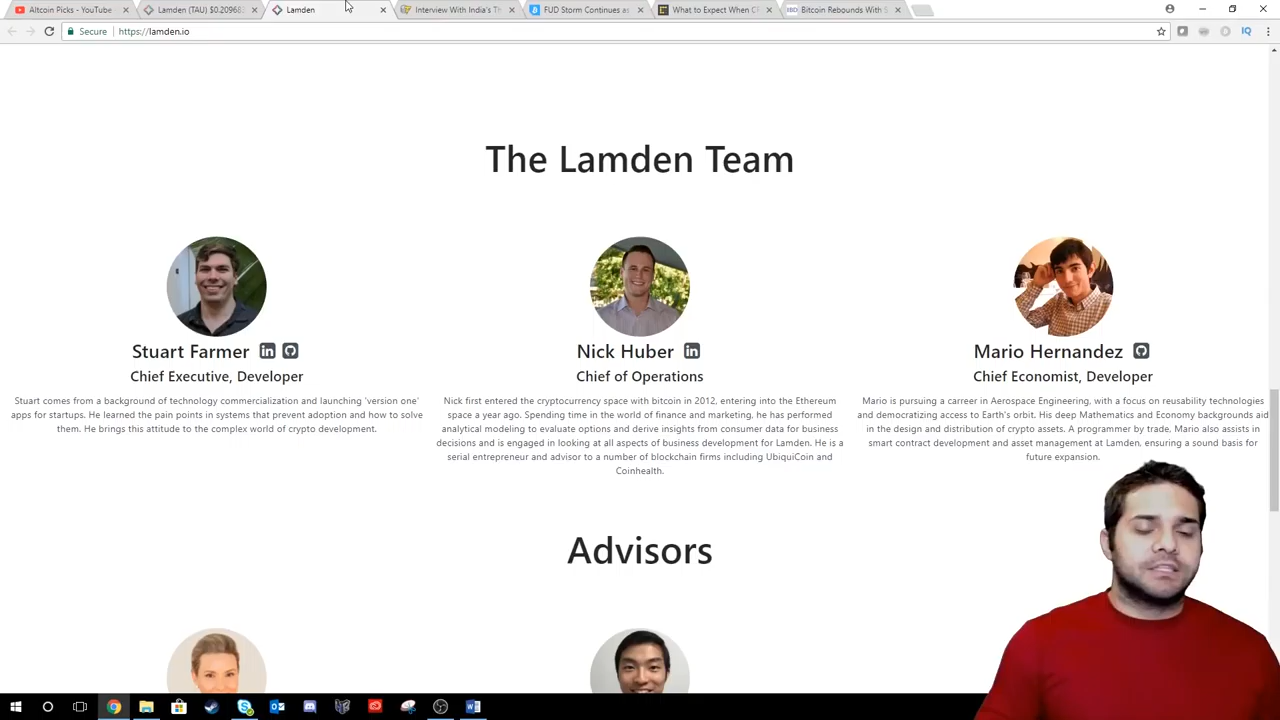 Altcoin Picks - YouTube
Lamden (TAU) $0.20968
Lamden
Interview With India's Th
FUD Storm Continues as
What to Expect When C
Bitcoin Rebounds With S
Secure
https://lamden.io
The Lamden Team
Stuart Farmer
Chief Executive, Developer
Stuart comes from a background of technology commercialization and launching 'version one'
apps for startups. He learned the pain points in systems that prevent adoption and how to solve
them. He brings this attitude to the complex world of crypto development.
Nick Huber
Chief of Operations
Nick first entered the cryptocurrency space with bitcoin in 2012, entering into the Ethereum
space a year ago. Spending time in the world of finance and marketing, he has performed
analytical modeling to evaluate options and derive insights from consumer data for business
decisions and is engaged in looking at all aspects of business development for Lamden. He is a
serial entrepreneur and advisor to a number of blockchain firms including UbiquiCoin and
Coinhealth.
Mario Hernandez
Chief Economist, Developer
Mario is pursuing a career in Aerospace Engineering, with a focus on reusability technologies
and democratizing access to Earth's orbit. His deep Mathematics and Economy backgrounds aid
in the design and distribution of crypto assets. A programmer by trade, Mario also assists in
smart contract development and asset management at Lamden, ensuring a sound basis for
future expansion.
Advisors